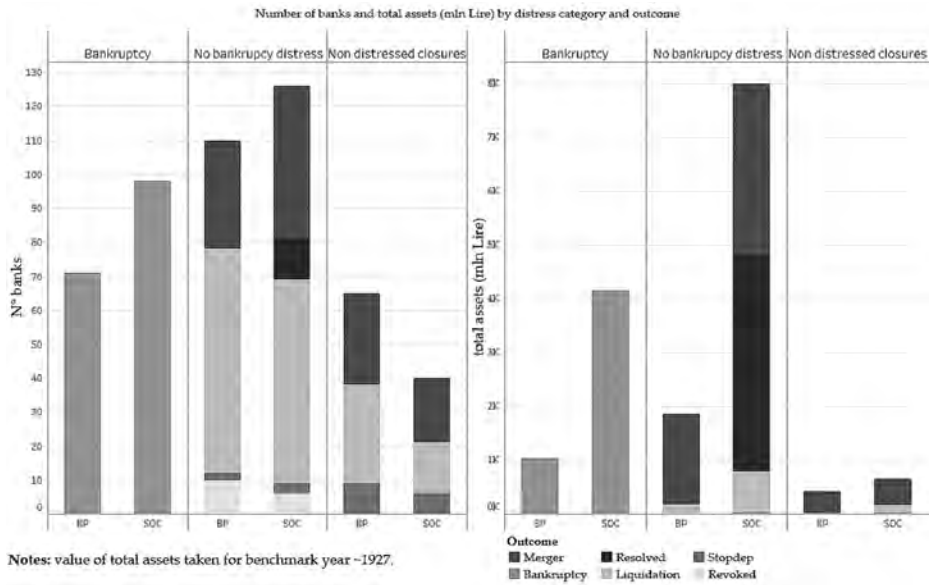 Number of banks and total assets (mln Lire) by distress category and outcome
Bankruptcy No bankrupcy distress Non distressed closures
N° banks
130
120
110
100
90
80
70
60
50
40
30
20
10
0
BP SOC BP SOC BP SOC
Bankruptcy No bankrupcy distress Non distressed closures
total assets (mln Lire)
8K
7K
6K
5K
4K
3K
2K
1K
0K
BP SOC BP SOC BP SOC
Notes: value of total assets taken for benchmark year ~1927.
Outcome
Merger Resolved Stopdep
Bankruptcy Liquidation Revoked